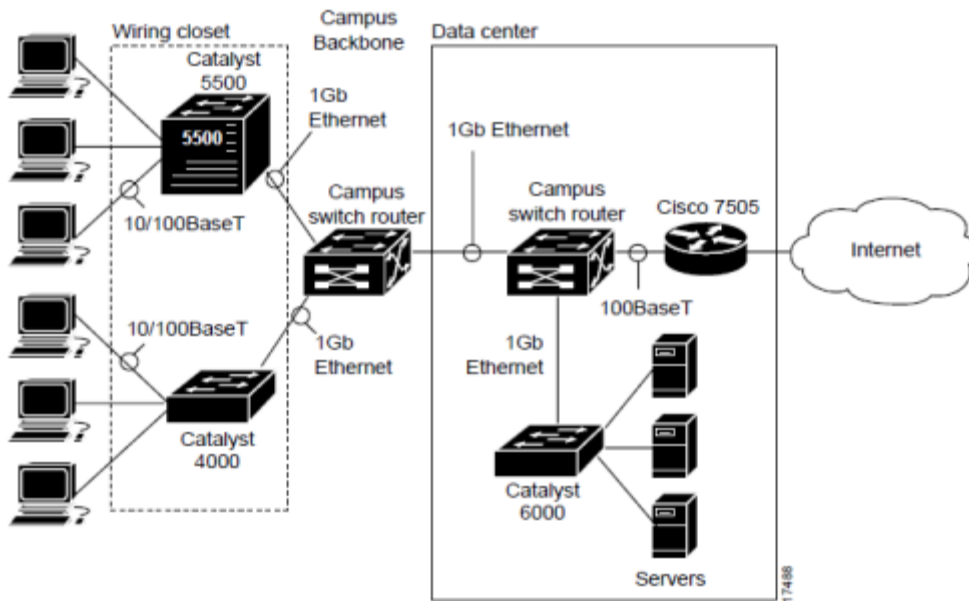 Wiring closet
Campus
Backbone
Data center
Catalyst
5500
1Gb
Ethernet
5500
10/100BaseT
Campus
switch router
1Gb Ethernet
Campus
switch router
Cisco 7505
Internet
100BaseT
10/100BaseT
1Gb
Ethernet
1Gb
Ethernet
Catalyst
4000
Catalyst
6000
Servers
17488